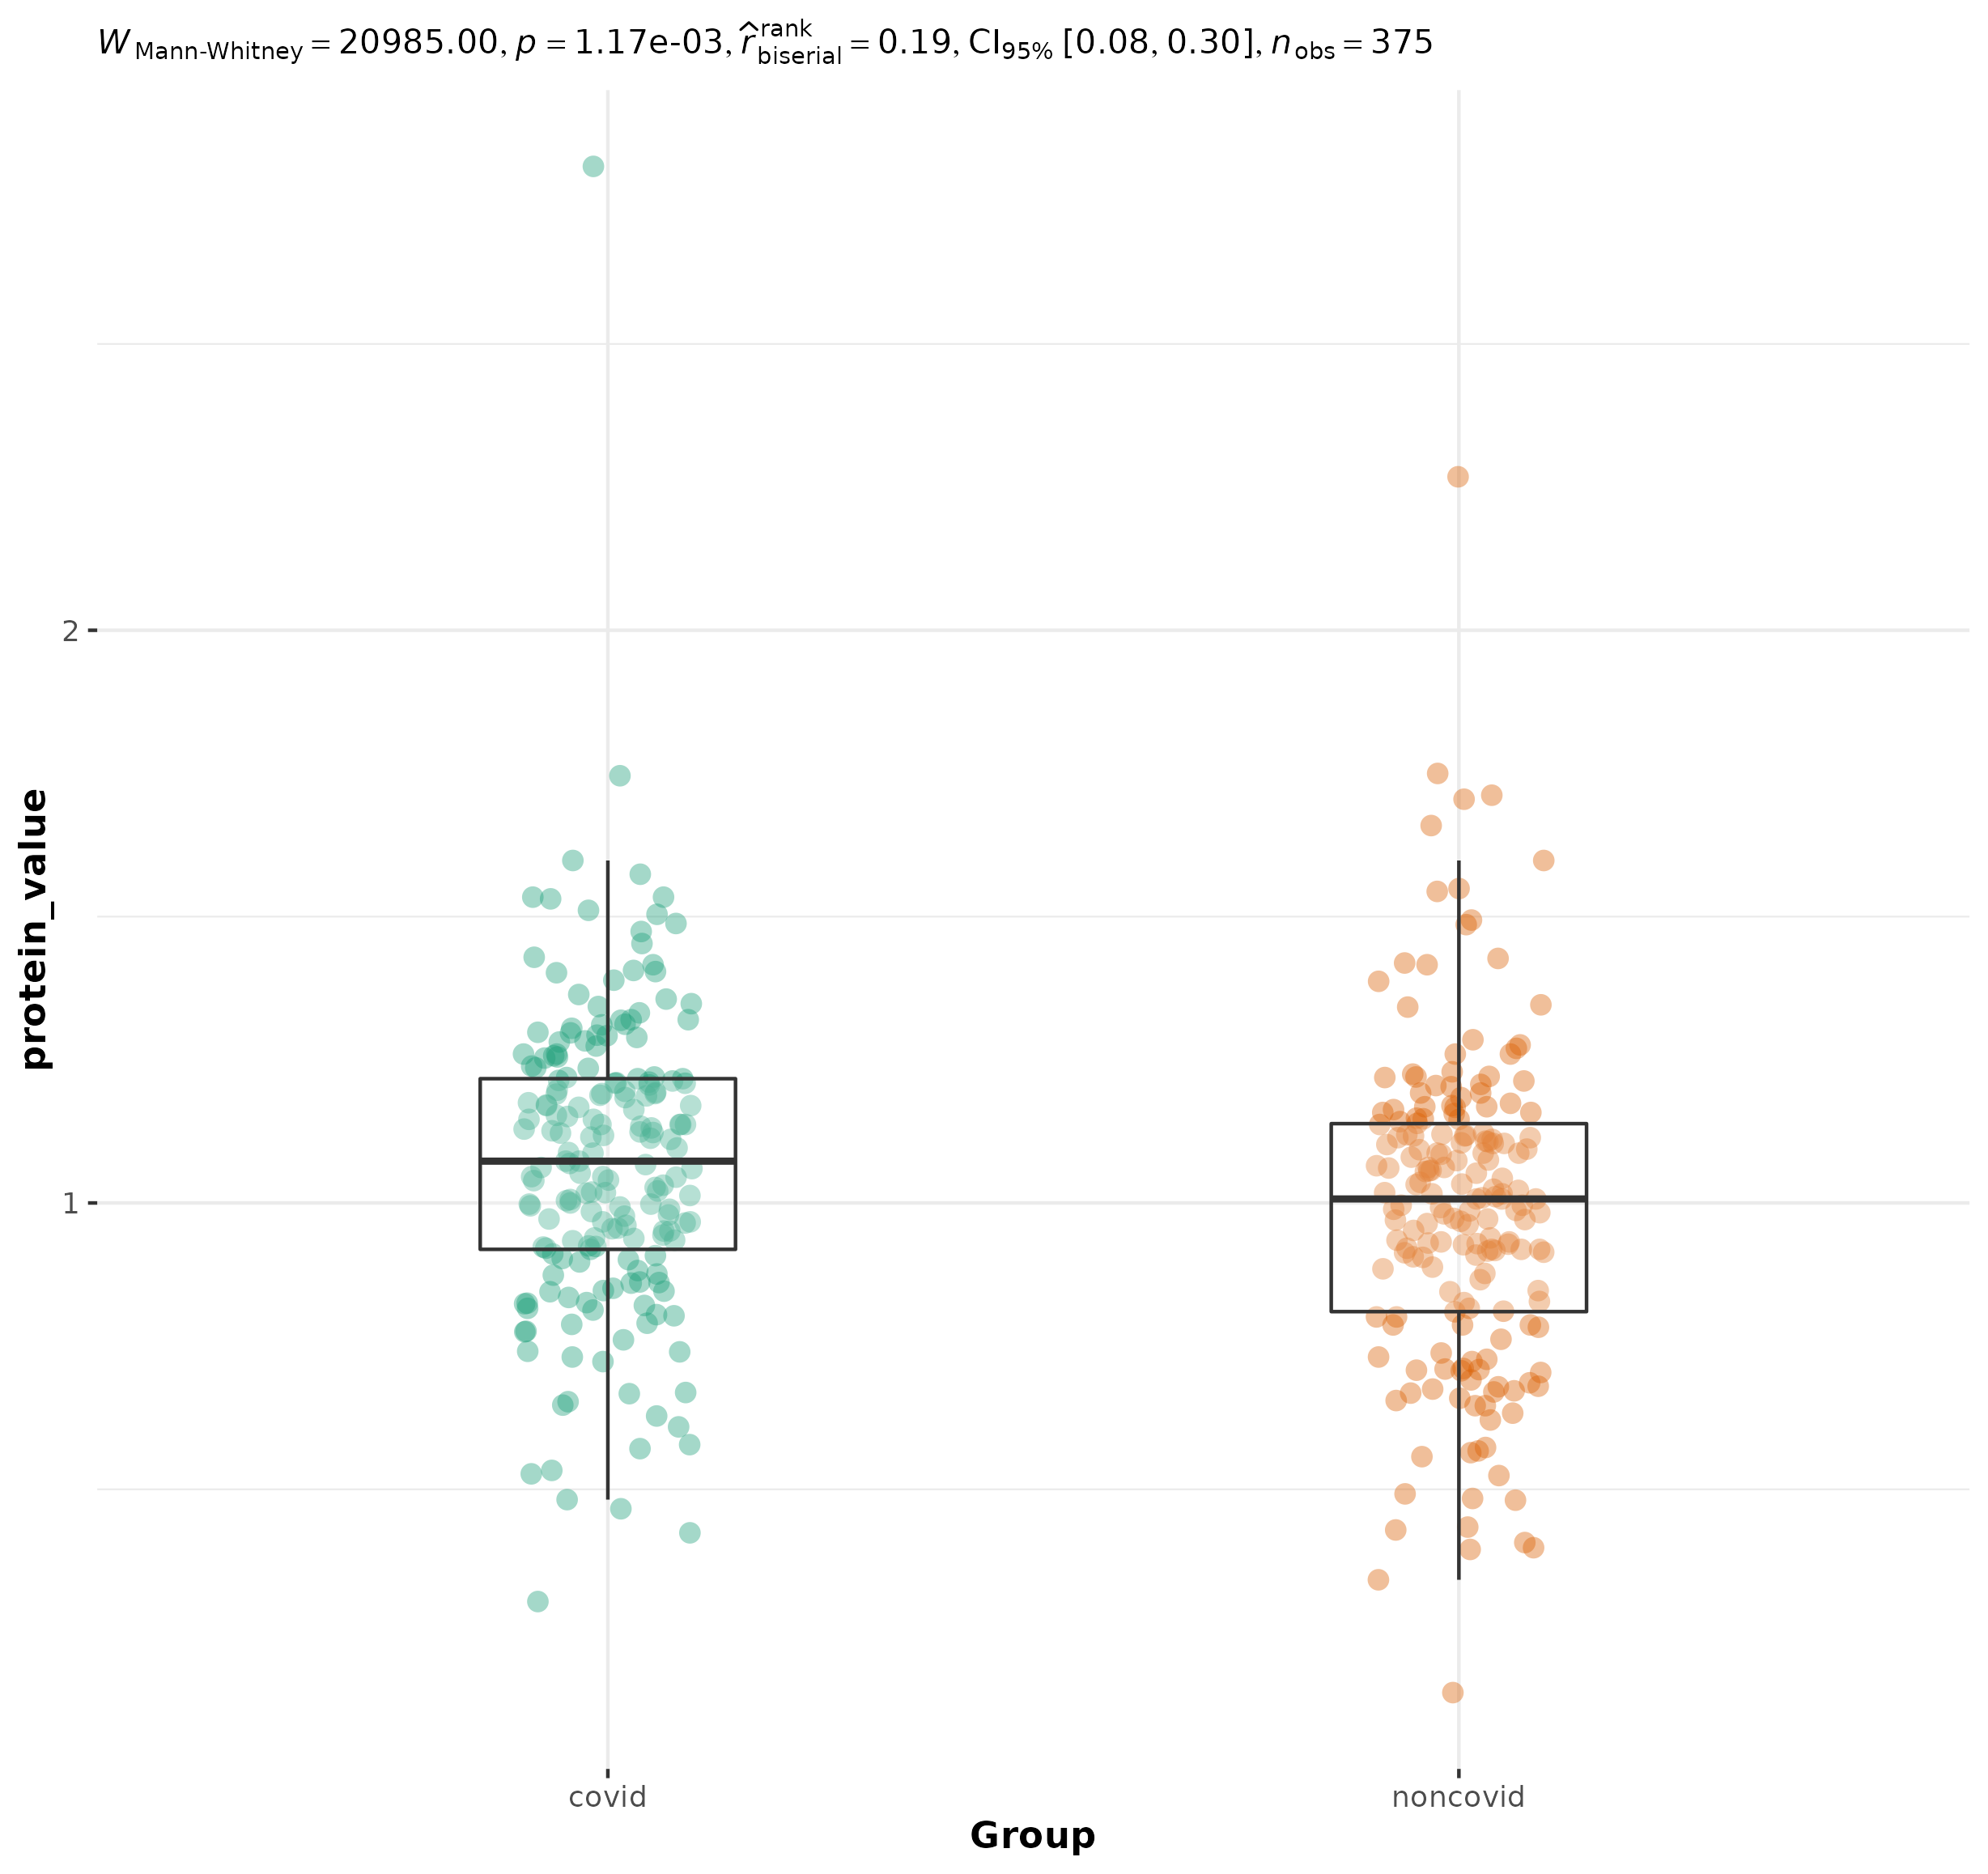 W Mann-Whitney = 20985.00, p = 1.17e-03, r̂ rank biserial = 0.19, CI95% [0.08, 0.30], n obs = 375
protein_value
2
1
covid
noncovid
Group